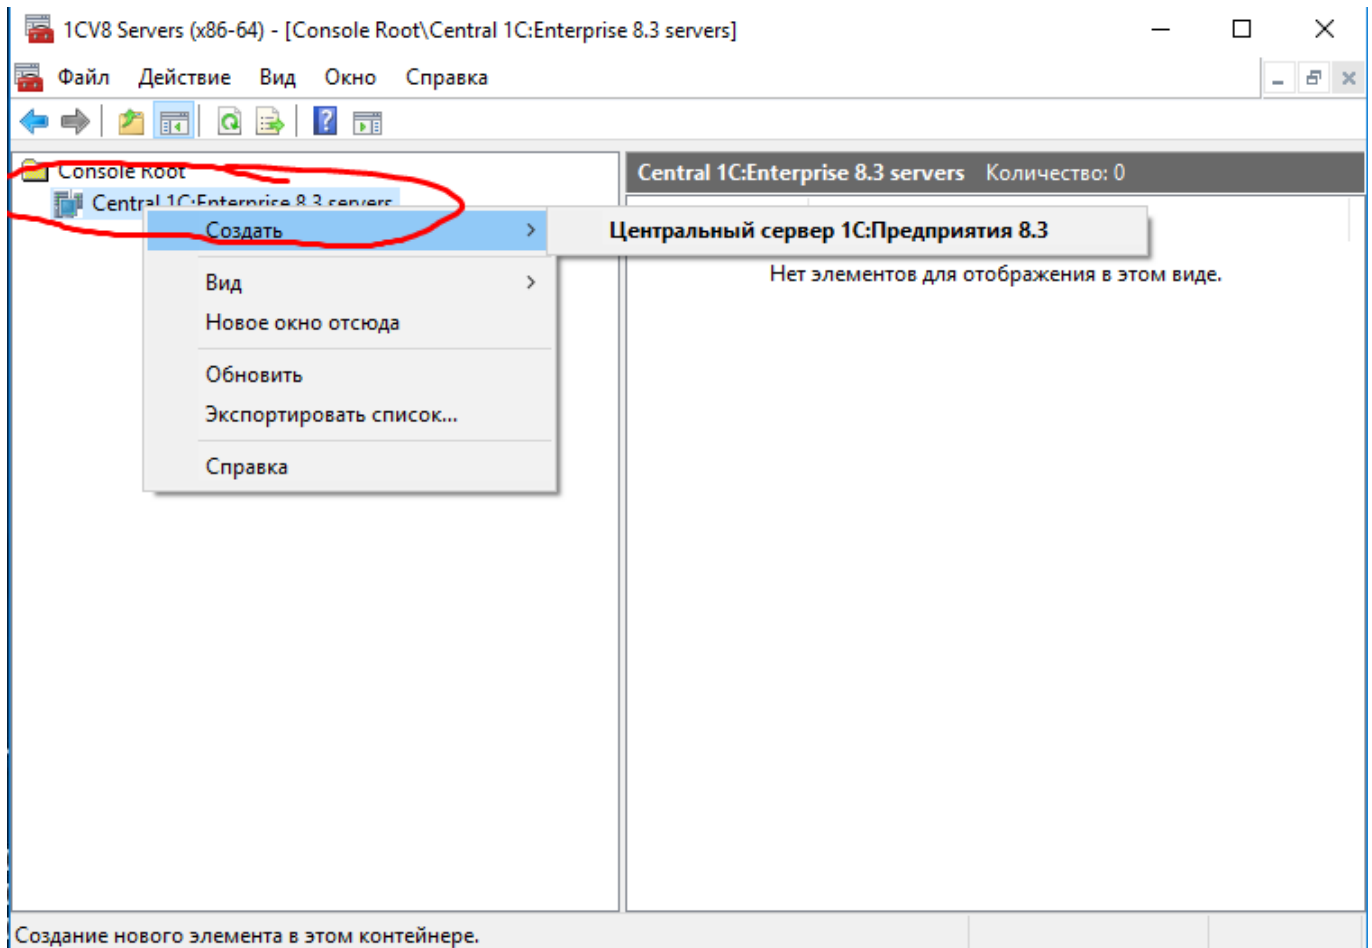 1CV8 Servers (x86-64) - [Console Root\Central 1C:Enterprise 8.3 servers]
Файл Действие Вид Окно Справка
Console Root
Central 1C:Enterprise 8.3 servers
Central 1C:Enterprise 8.3 servers Количество: 0
Создать
Центральный сервер 1С:Предприятия 8.3
Вид
Нет элементов для отображения в этом виде.
Новое окно отсюда
Обновить
Экспортировать список...
Справка
Создание нового элемента в этом контейнере.